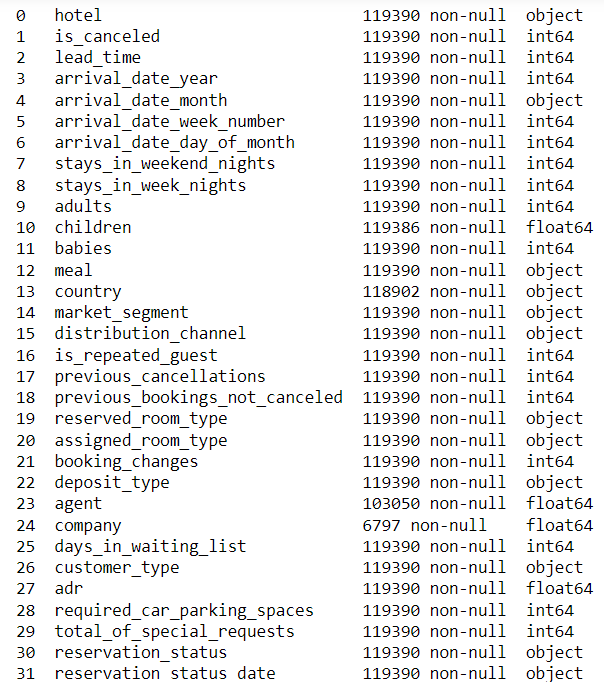 0 hotel 119390 non-null object
1 is_canceled 119390 non-null int64
2 lead_time 119390 non-null int64
3 arrival_date_year 119390 non-null int64
4 arrival_date_month 119390 non-null object
5 arrival_date_week_number 119390 non-null int64
6 arrival_date_day_of_month 119390 non-null int64
7 stays_in_weekend_nights 119390 non-null int64
8 stays_in_week_nights 119390 non-null int64
9 adults 119390 non-null int64
10 children 119386 non-null float64
11 babies 119390 non-null int64
12 meal 119390 non-null object
13 country 118902 non-null object
14 market_segment 119390 non-null object
15 distribution_channel 119390 non-null object
16 is_repeated_guest 119390 non-null int64
17 previous_cancellations 119390 non-null int64
18 previous_bookings_not_canceled 119390 non-null int64
19 reserved_room_type 119390 non-null object
20 assigned_room_type 119390 non-null object
21 booking_changes 119390 non-null int64
22 deposit_type 119390 non-null object
23 agent 103050 non-null float64
24 company 6797 non-null float64
25 days_in_waiting_list 119390 non-null int64
26 customer_type 119390 non-null object
27 adr 119390 non-null float64
28 required_car_parking_spaces 119390 non-null int64
29 total_of_special_requests 119390 non-null int64
30 reservation_status 119390 non-null object
31 reservation status date 119390 non-null object